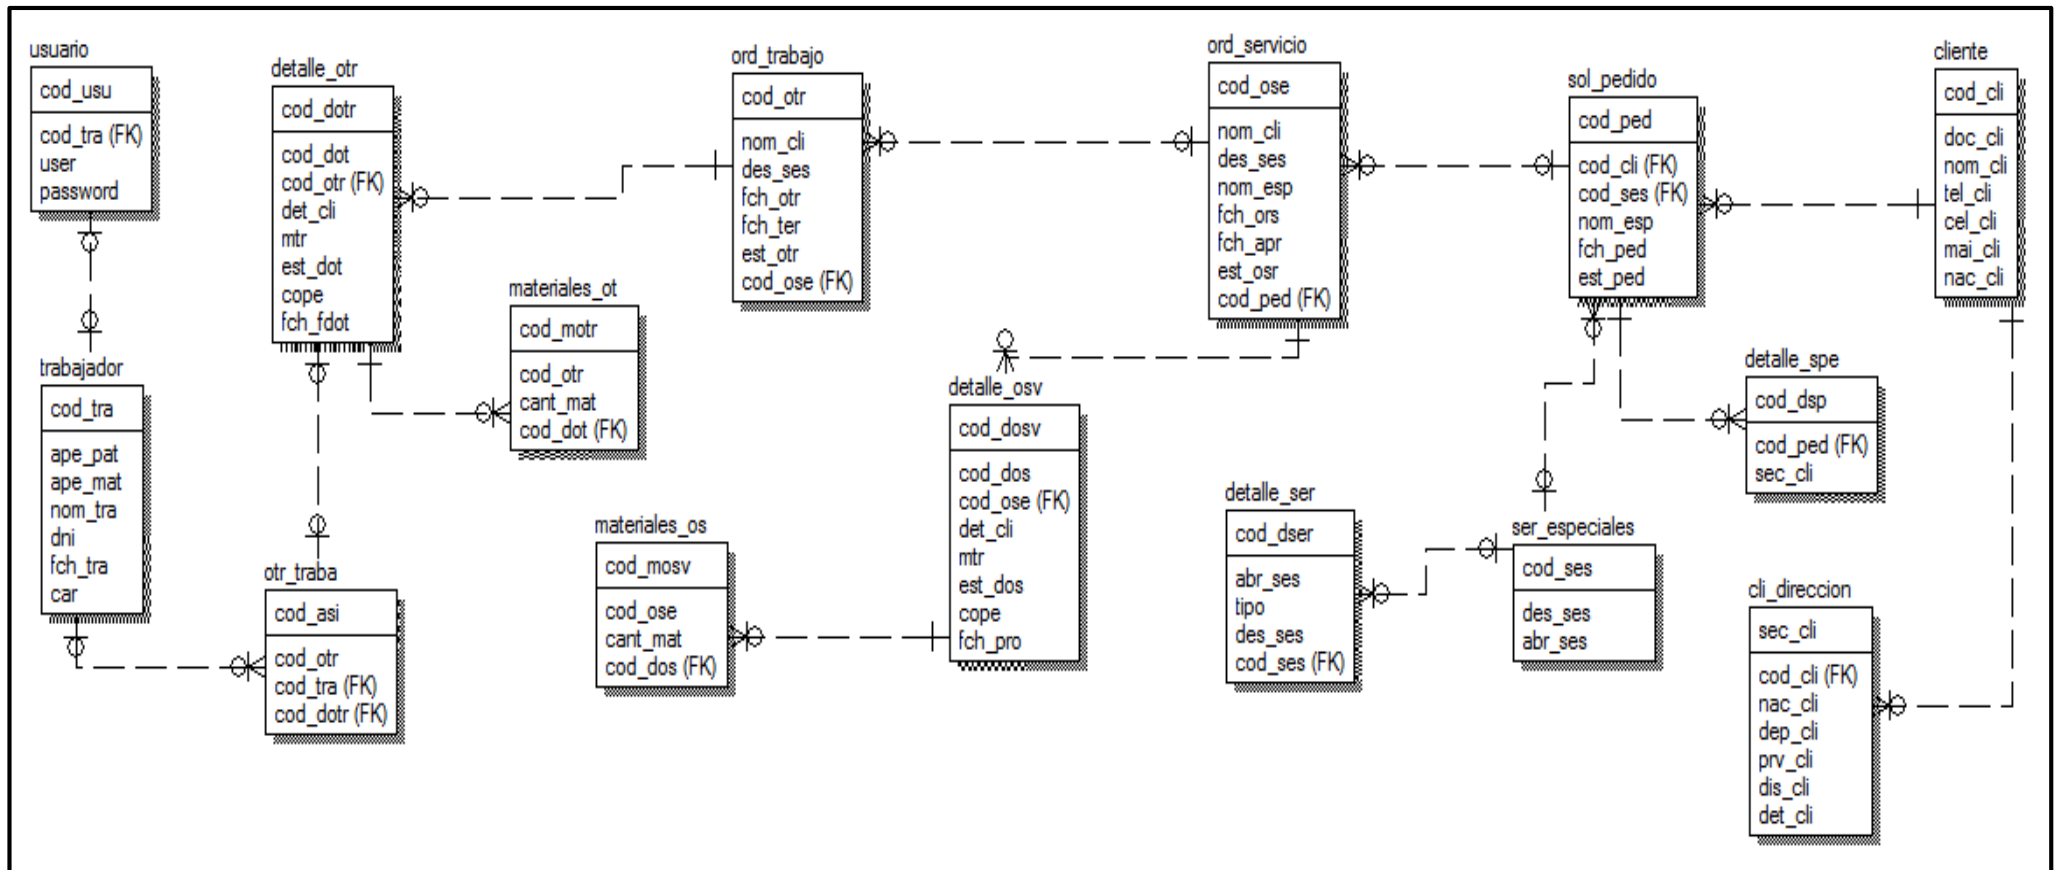 usuario
cod_usu
cod_tra (FK)
user
password
detalle_otr
cod_dotr
cod_dot
cod_otr (FK)
det_cli
mtr
est_dot
cope
fch_fdot
ord_trabajo
cod_otr
nom_cli
des_ses
fch_otr
fch_ter
est_otr
cod_ose (FK)
ord_servicio
cod_ose
nom_cli
des_ses
nom_esp
fch_ors
fch_apr
est_osr
cod_ped (FK)
sol_pedido
cod_ped
cod_cli (FK)
cod_ses (FK)
nom_esp
fch_ped
est_ped
cliente
cod_cli
doc_cli
nom_cli
tel_cli
cel_cli
mai_cli
nac_cli
materiales_ot
cod_motr
cod_otr
cant_mat
cod_dot (FK)
trabajador
cod_tra
ape_pat
ape_mat
nom_tra
dni
fch_tra
car
detalle_osv
cod_dosv
cod_dos
cod_ose (FK)
det_cli
mtr
est_dos
cope
fch_pro
detalle_spe
cod_dsp
cod_ped (FK)
sec_cli
detalle_ser
cod_dser
abr_ses
tipo
des_ses
cod_ses (FK)
materiales_os
cod_mosv
cod_ose
cant_mat
cod_dos (FK)
ser_especiales
cod_ses
des_ses
abr_ses
otr_traba
cod_asi
cod_otr
cod_tra (FK)
cod_dotr (FK)
cli_direccion
sec_cli
cod_cli (FK)
nac_cli
dep_cli
prv_cli
dis_cli
det_cli